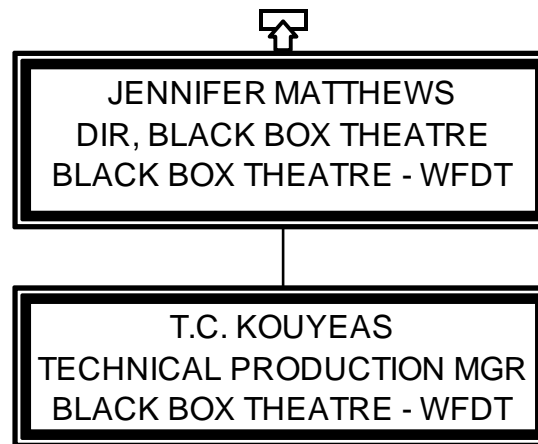 JENNIFER MATTHEWS
DIR, BLACK BOX THEATRE
BLACK BOX THEATRE - WFDT
T.C. KOUYEAS
TECHNICAL PRODUCTION MGR
BLACK BOX THEATRE - WFDT